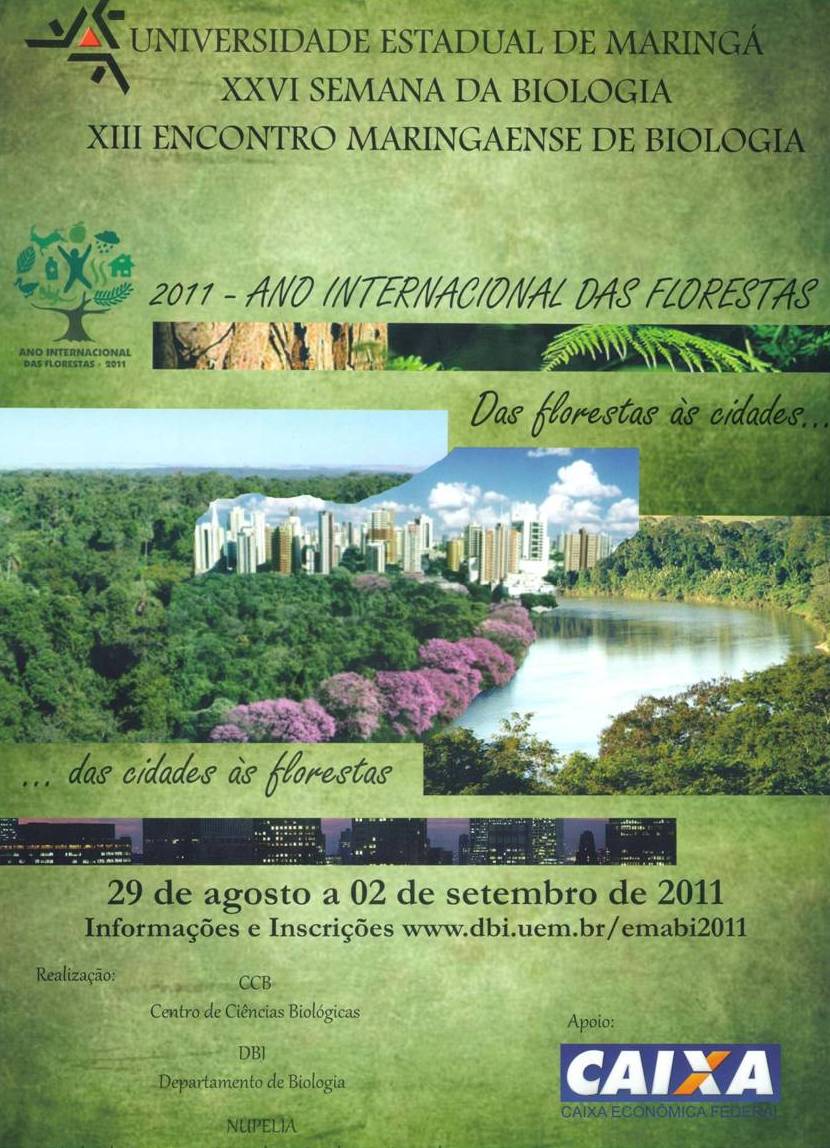 UNIVERSIDADE ESTADUAL DE MARINGÁ
XXVI SEMANA DA BIOLOGIA
XIII ENCONTRO MARINGAENSE DE BIOLOGIA
2011 - ANO INTERNACIONAL DAS FLORESTAS
ANO INTERNACIONAL
DAS FLORESTAS · 2011
Das florestas às cidades...
... das cidades às florestas
29 de agosto a 02 de setembro de 2011
Informações e Inscrições www.dbi.uem.br/emabi2011
Realização:
CCB
Centro de Ciências Biológicas
DBI
Departamento de Biologia
NUPELIA
Apoio:
CAIXA
CAIXA ECONÔMICA FEDERAL